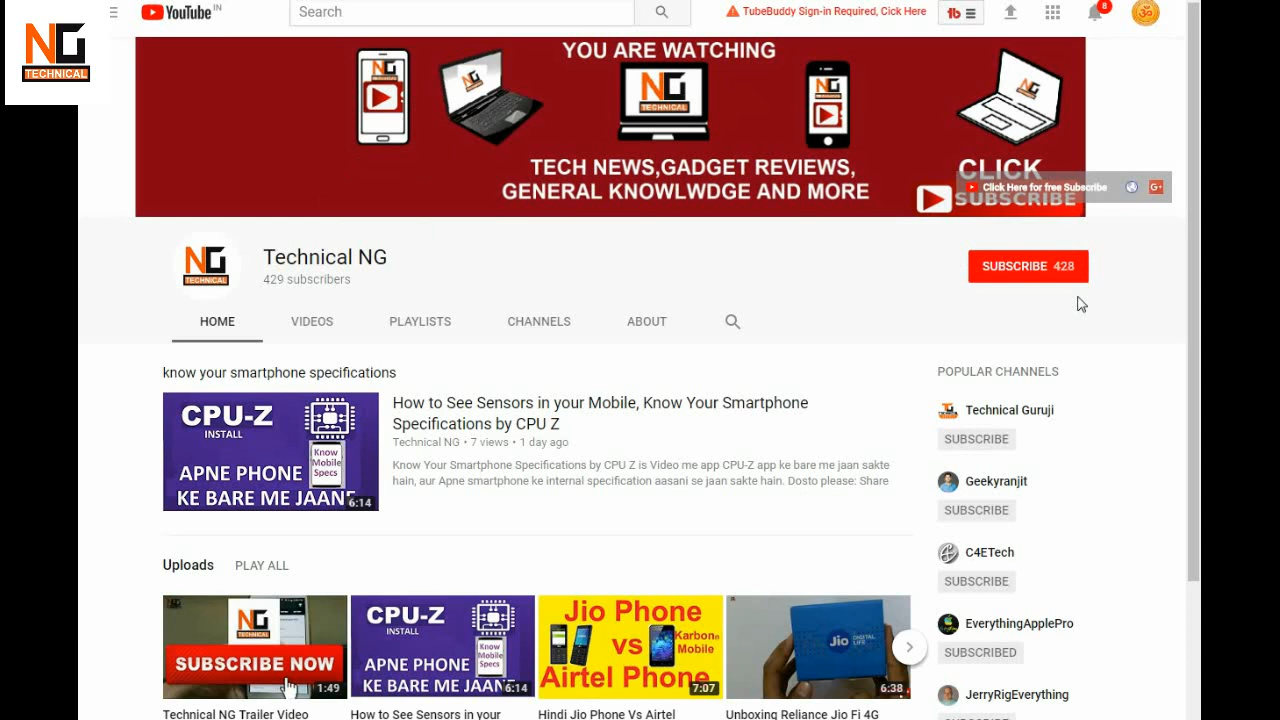 NG
TECHNICAL
YouTube IN
Search
TubeBuddy Sign-in Required, Cick Here
tb
8
YOU ARE WATCHING
NG
NG
TECHNICAL
NG
TECHNICAL
NG
TECH NEWS,GADGET REVIEWS,
GENERAL KNOWLWDGE AND MORE
CLICK
SUBSCRIBE
Click Here for free Subscribe
G+
NG
TECHNICAL
Technical NG
429 subscribers
SUBSCRIBE 428
HOME
VIDEOS
PLAYLISTS
CHANNELS
ABOUT
know your smartphone specifications
CPU-Z
INSTALL
Know
Mobile
Specs
APNE PHONE
KE BARE ME JAANE
6:14
How to See Sensors in your Mobile, Know Your Smartphone
Specifications by CPU Z
Technical NG • 7 views • 1 day ago
Know Your Smartphone Specifications by CPU Z is Video me app CPU-Z app ke bare me jaan sakte
hain, aur Apne smartphone ke internal specification aasani se jaan sakte hain. Dosto please: Share
POPULAR CHANNELS
Technical Guruji
SUBSCRIBE
Geekyranjit
SUBSCRIBE
C4ETech
SUBSCRIBE
EverythingApplePro
SUBSCRIBED
JerryRigEverything
Uploads PLAY ALL
NG
TECHNICAL
SUBSCRIBE NOW
1:49
Technical NG Trailer Video
CPU-Z
INSTALL
Know
Mobile
Specs
APNE PHONE
KE BARE ME JAANE
6:14
How to See Sensors in your
Jio Phone
vs
Karbonn
Mobile
Airtel Phone
7:07
Hindi Jio Phone Vs Airtel
Jio DIGITAL LIFE
6:38
Unboxing Reliance Jio Fi 4G